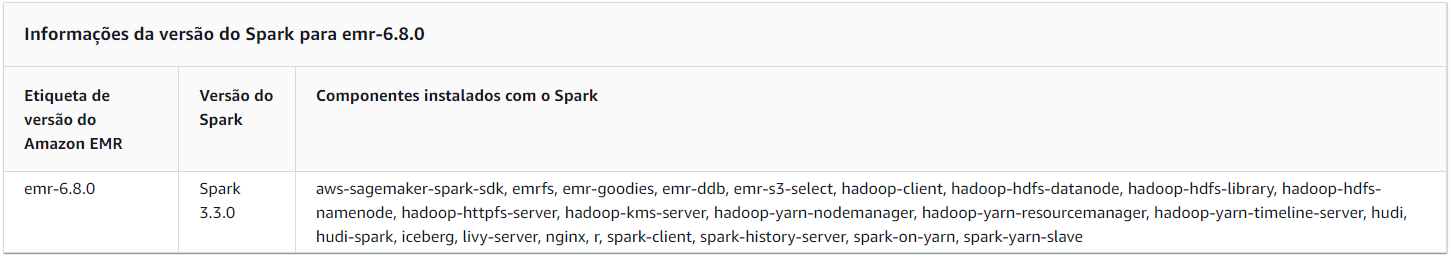 Informações da versão do Spark para emr-6.8.0
Etiqueta de
versão do
Amazon EMR
Versão do
Spark
Componentes instalados com o Spark
emr-6.8.0
Spark
3.3.0
aws-sagemaker-spark-sdk, emrfs, emr-goodies, emr-ddb, emr-s3-select, hadoop-client, hadoop-hdfs-datanode, hadoop-hdfs-library, hadoop-hdfs-
namenode, hadoop-httpfs-server, hadoop-kms-server, hadoop-yarn-nodemanager, hadoop-yarn-resourcemanager, hadoop-yarn-timeline-server, hudi,
hudi-spark, iceberg, livy-server, nginx, r, spark-client, spark-history-server, spark-on-yarn, spark-yarn-slave